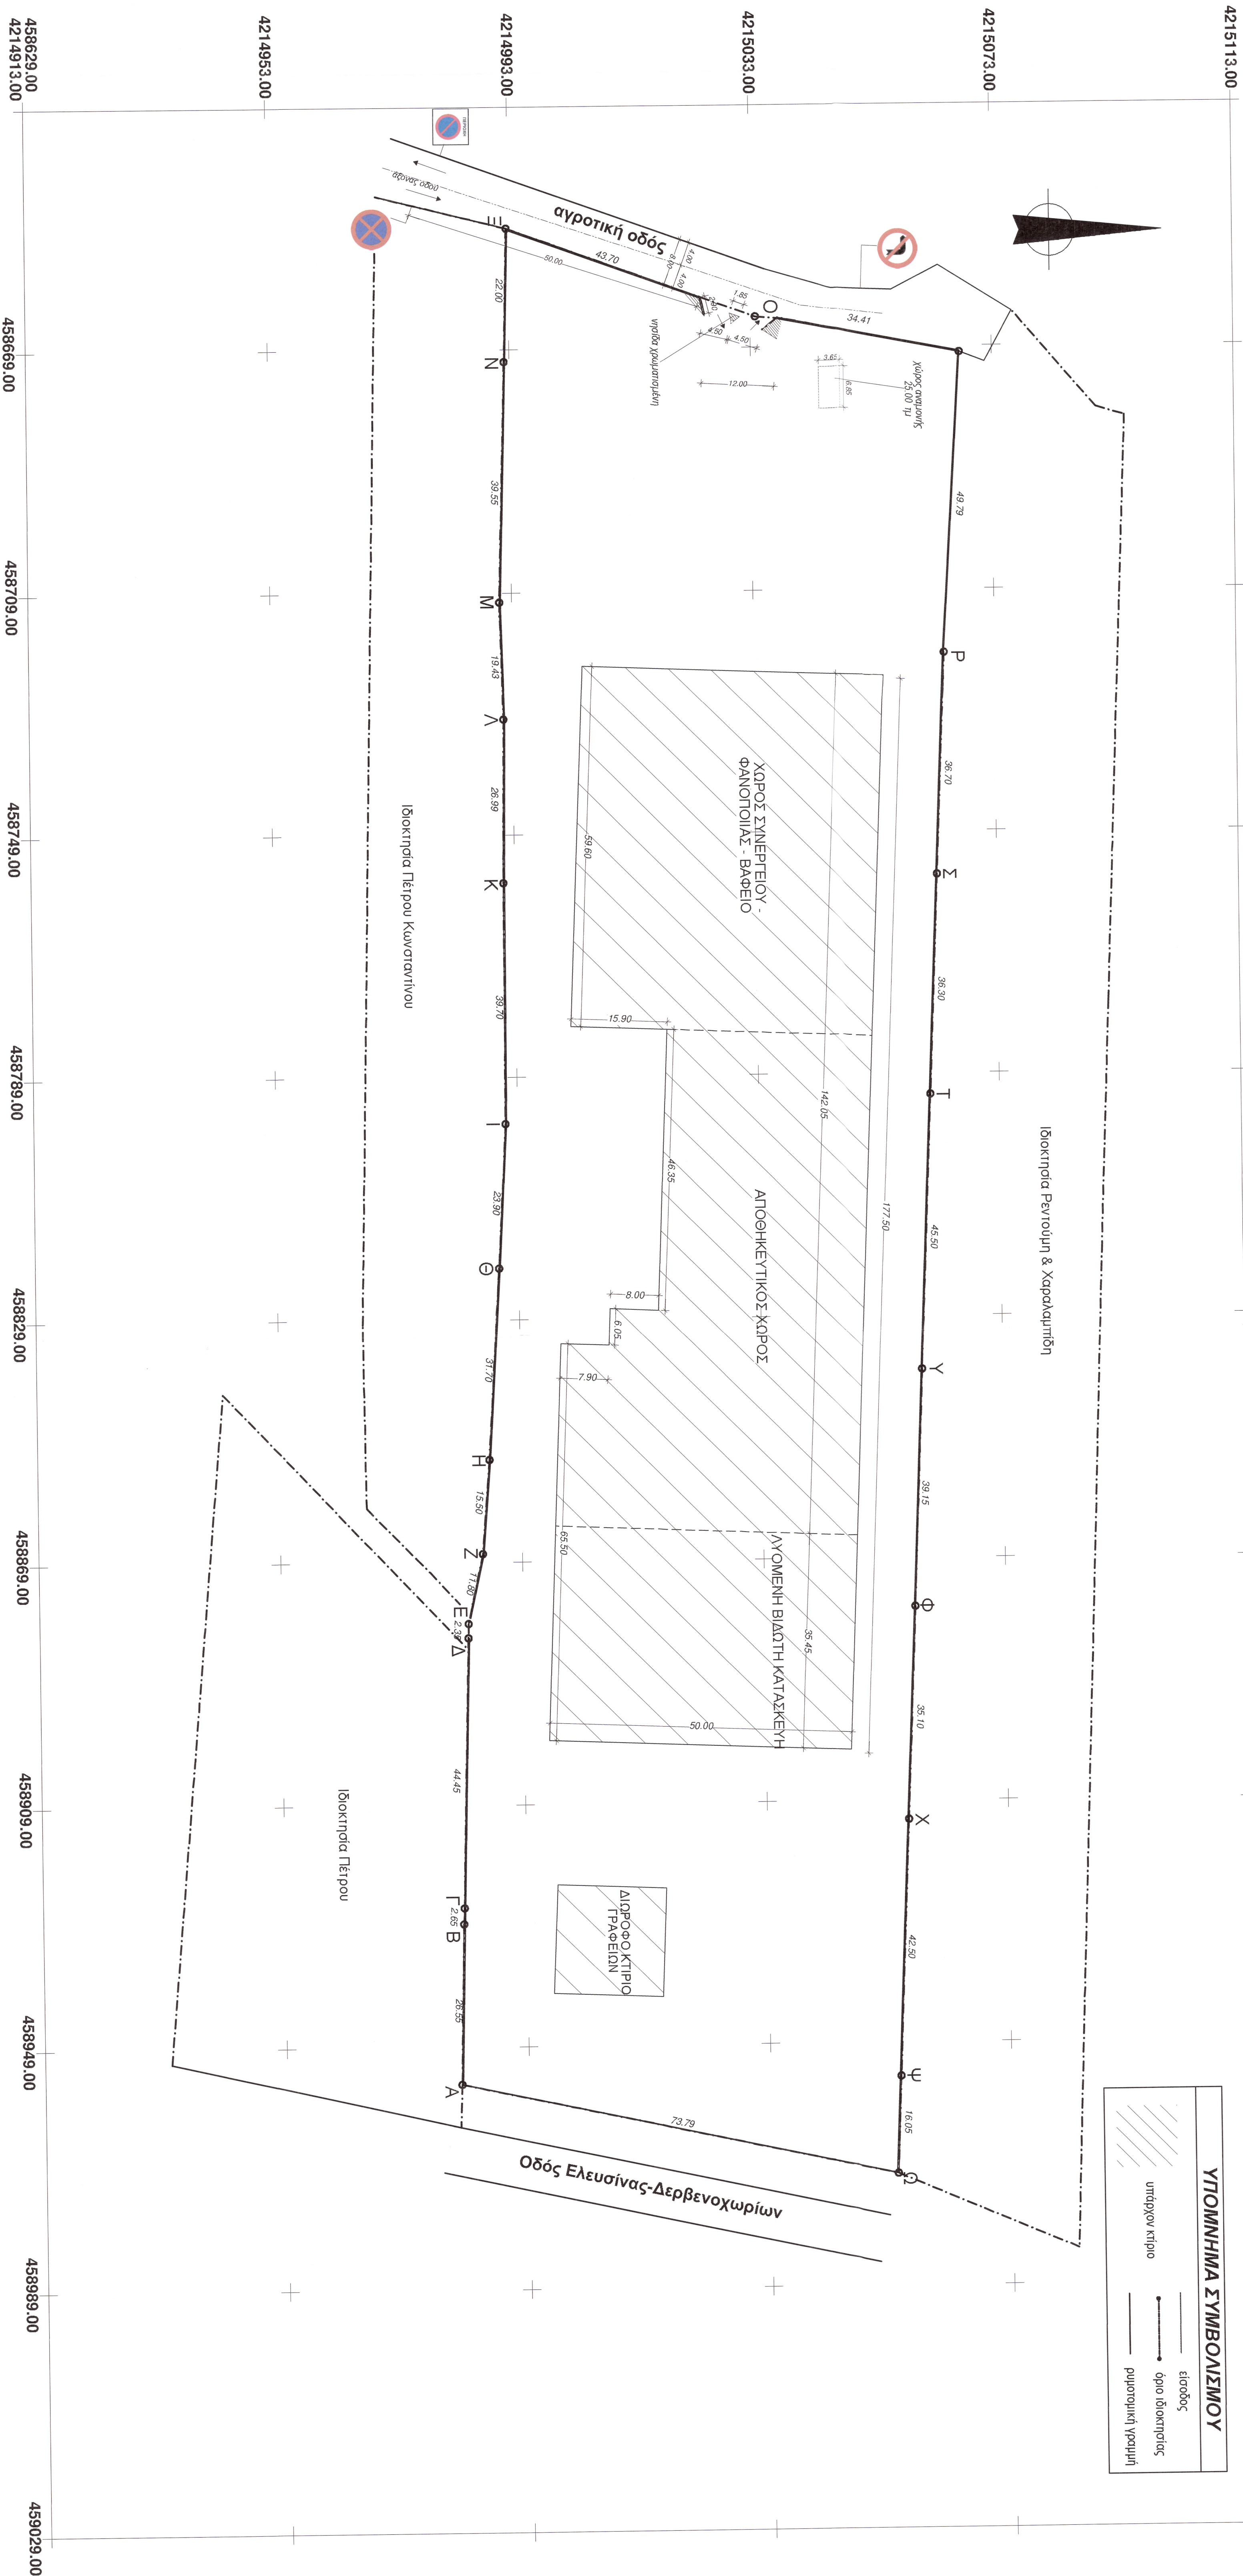 ΥΠΟΜΝΗΜΑ ΣΥΜΒΟΛΙΣΜΟΥ
είσοδος
όριο ιδιοκτησίας
υπάρχον κτίριο
ρυμοτομική γραμμή
4215113.00
4215073.00
4215033.00
4214993.00
4214953.00
458629.00
4214913.00
458669.00
458709.00
458749.00
458789.00
458829.00
458869.00
458909.00
458949.00
458989.00
459029.00
άξονας οδού
αγροτική οδός
Ξ
43.70
50.00
4.00
8.00
4.00
1.85
4.50
4.50
Ο
34.41
12.00
νησίδα χρωματισμένη
χώρος αναμονής
25.00 τμ
3.65
6.85
49.79
Ρ
36.70
Σ
36.30
Τ
45.50
Υ
39.15
Φ
35.10
Χ
42.50
Ψ
16.05
Ω
Ιδιοκτησία Ρεντούμη & Χαραλαμπίδη
177.50
142.05
35.45
ΧΩΡΟΣ ΣΥΝΕΡΓΕΙΟΥ -
ΦΑΝΟΠΟΙΙΑΣ - ΒΑΦΕΙΟ
59.60
15.90
46.35
ΑΠΟΘΗΚΕΥΤΙΚΟΣ ΧΩΡΟΣ
8.00
6.05
7.90
65.50
ΛΥΟΜΕΝΗ ΒΙΔΩΤΗ ΚΑΤΑΣΚΕΥΗ
50.00
ΔΙΩΡΟΦΟ ΚΤΙΡΙΟ
ΓΡΑΦΕΙΩΝ
22.00
Ν
39.55
Μ
19.43
Λ
26.99
Κ
39.70
Ι
23.90
Θ
31.70
Η
15.50
Ζ
11.80
Ε
Δ
44.45
Γ
2.65
Β
26.55
Α
73.79
Ιδιοκτησία Πέτρου Κωνσταντίνου
Ιδιοκτησία Πέτρου
Οδός Ελευσίνας-Δερβενοχωρίων